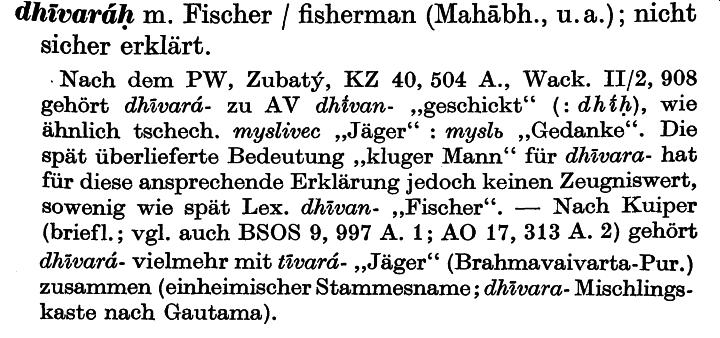 dhīvaráḥ m. Fischer / fisherman (Mahābh., u. a.); nicht
sicher erklärt.
Nach dem PW, Zubatý, KZ 40, 504 A., Wack. II/2, 908
gehört dhīvará- zu AV dhī́van- „geschickt“ (: dhīḥ), wie
ähnlich tschech. myslivec „Jäger“ : myslь „Gedanke“. Die
spät überlieferte Bedeutung „kluger Mann“ für dhīvara- hat
für diese ansprechende Erklärung jedoch keinen Zeugniswert,
sowenig wie spät Lex. dhīvan- „Fischer“. — Nach Kuiper
(briefl.; vgl. auch BSOS 9, 997 A. 1; AO 17, 313 A. 2) gehört
dhīvará- vielmehr mit tīvará- „Jäger“ (Brahmavaivarta-Pur.)
zusammen (einheimischer Stammesname; dhīvara- Mischlings-
kaste nach Gautama).